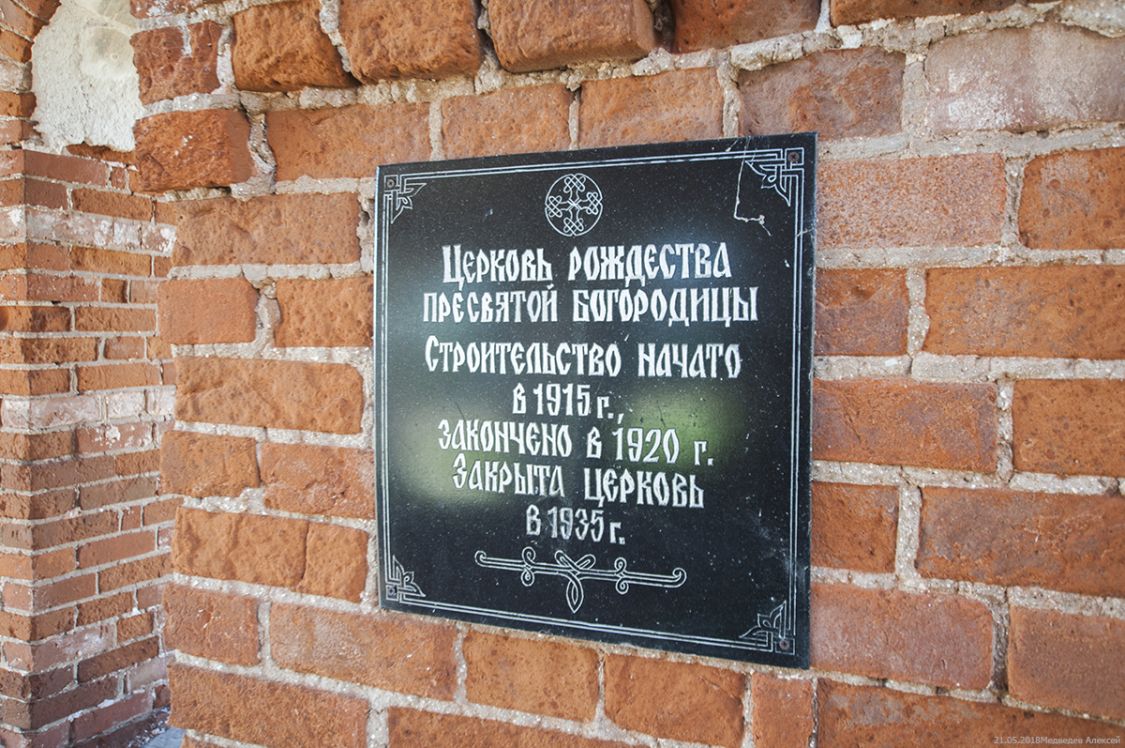 Церковь рождества
пресвятой богородицы
Строительство начато
в 1915 г.,
закончено в 1920 г.
Закрыта церковь
в 1935 г.
21.05.2018Медведев Алексей